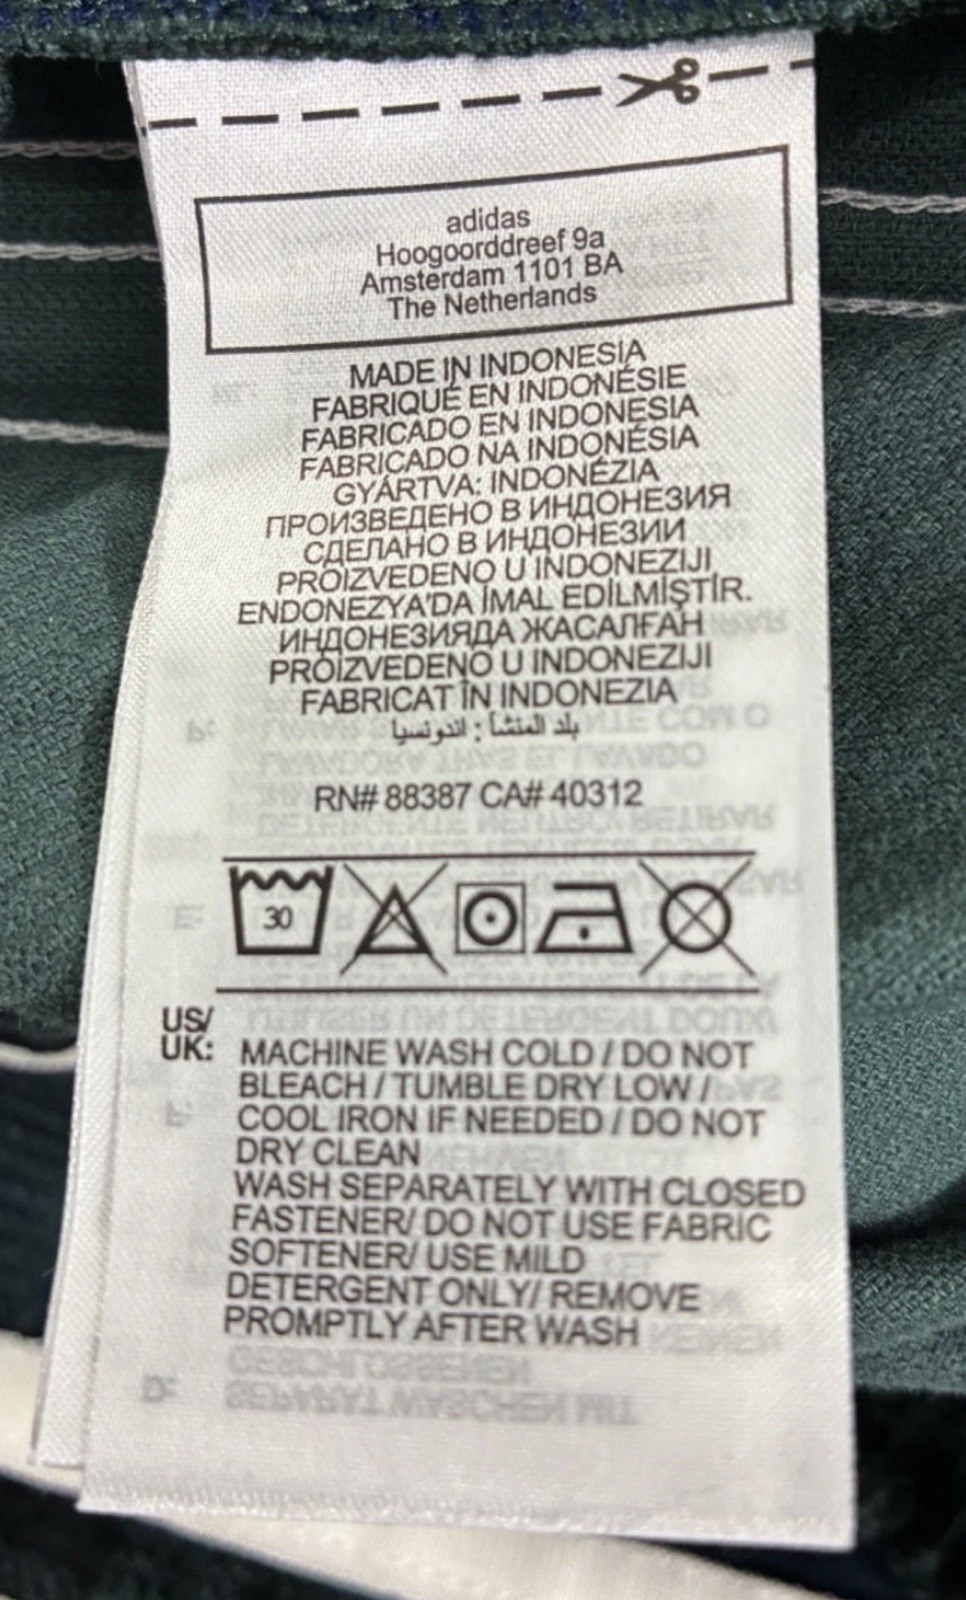 adidas
Hoogoorddreef 9a
Amsterdam 1101 BA
The Netherlands
MADE IN INDONESIA
FABRIQUÉ EN INDONÉSIE
FABRICADO EN INDONESIA
FABRICADO NA INDONÉSIA
GYÁRTVA: INDONÉZIA
ПРОИЗВЕДЕНО В ИНДОНЕЗИЯ
СДЕЛАНО В ИНДОНЕЗИИ
PROIZVEDENO U INDONEZIJI
ENDONEZYA'DA İMAL EDİLMİŞTİR.
ИНДОНЕЗИЯДА ЖАСАЛҒАН
PROIZVEDENO U INDONEZIJI
FABRICAT ÎN INDONEZIA
بلد المنشأ : اندونسيا
RN# 88387 CA# 40312
30
US/
UK: MACHINE WASH COLD / DO NOT
BLEACH / TUMBLE DRY LOW /
COOL IRON IF NEEDED / DO NOT
DRY CLEAN
WASH SEPARATELY WITH CLOSED
FASTENER/ DO NOT USE FABRIC
SOFTENER/ USE MILD
DETERGENT ONLY/ REMOVE
PROMPTLY AFTER WASH